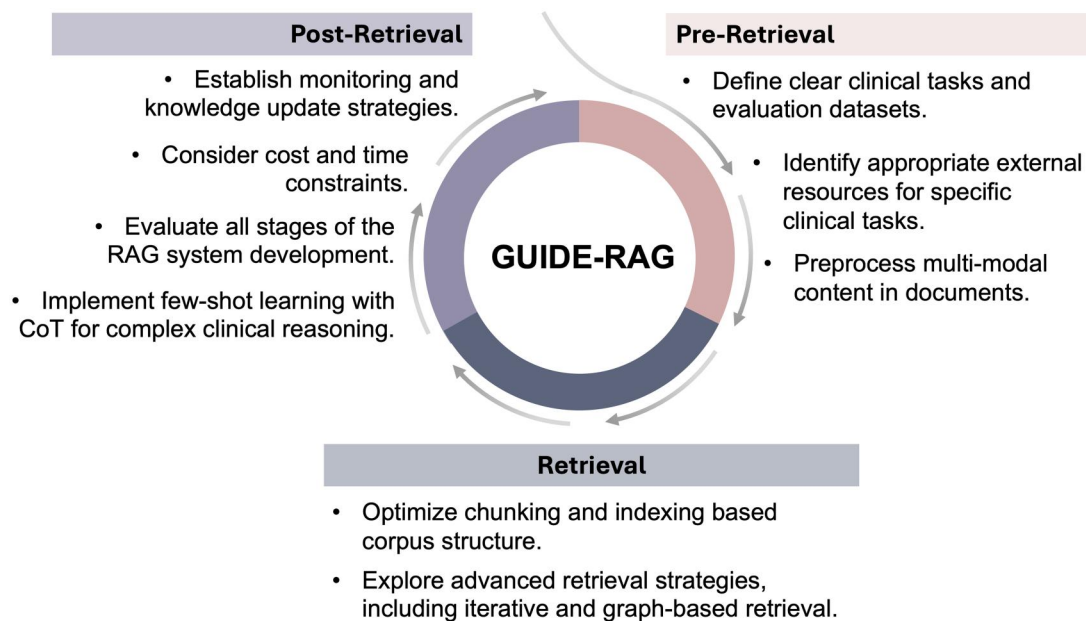 Post-Retrieval
• Establish monitoring and
knowledge update strategies.
• Consider cost and time
constraints.
• Evaluate all stages of the
RAG system development.
• Implement few-shot learning with
CoT for complex clinical reasoning.
Pre-Retrieval
• Define clear clinical tasks and
evaluation datasets.
• Identify appropriate external
resources for specific
clinical tasks.
• Preprocess multi-modal
content in documents.
GUIDE-RAG
Retrieval
• Optimize chunking and indexing based
corpus structure.
• Explore advanced retrieval strategies,
including iterative and graph-based retrieval.